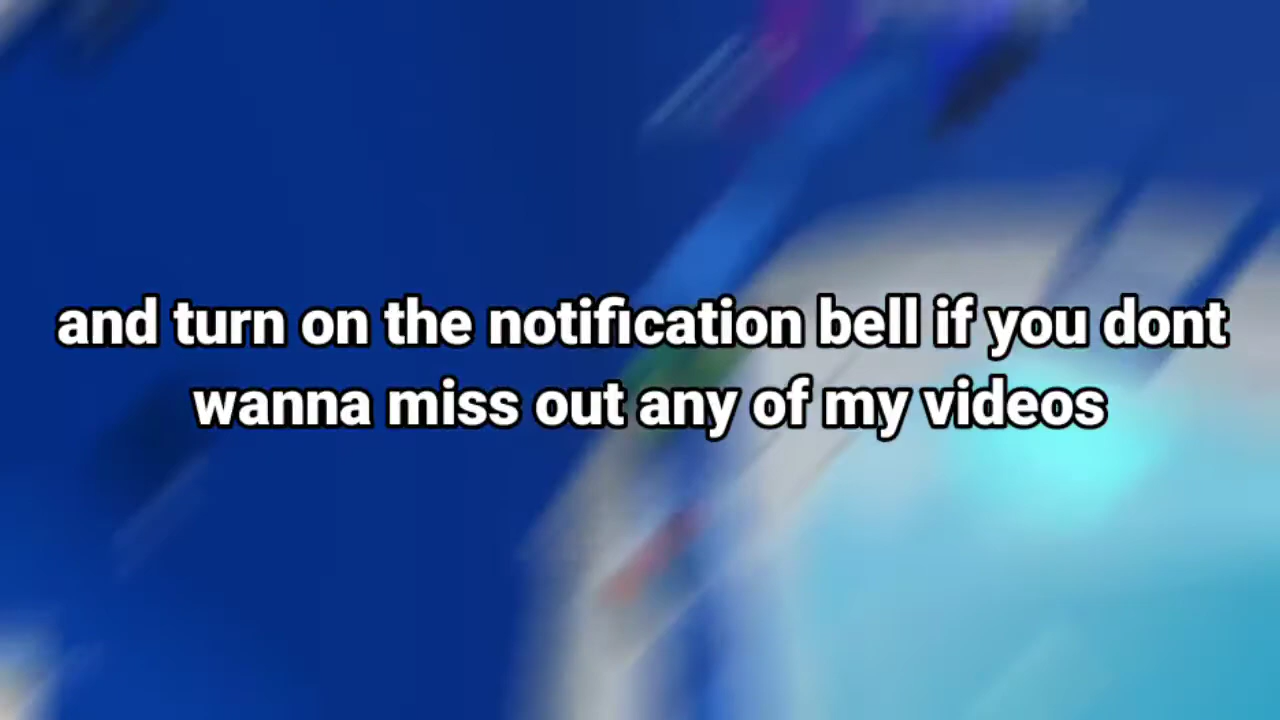 and turn on the notification bell if you dont
wanna miss out any of my videos